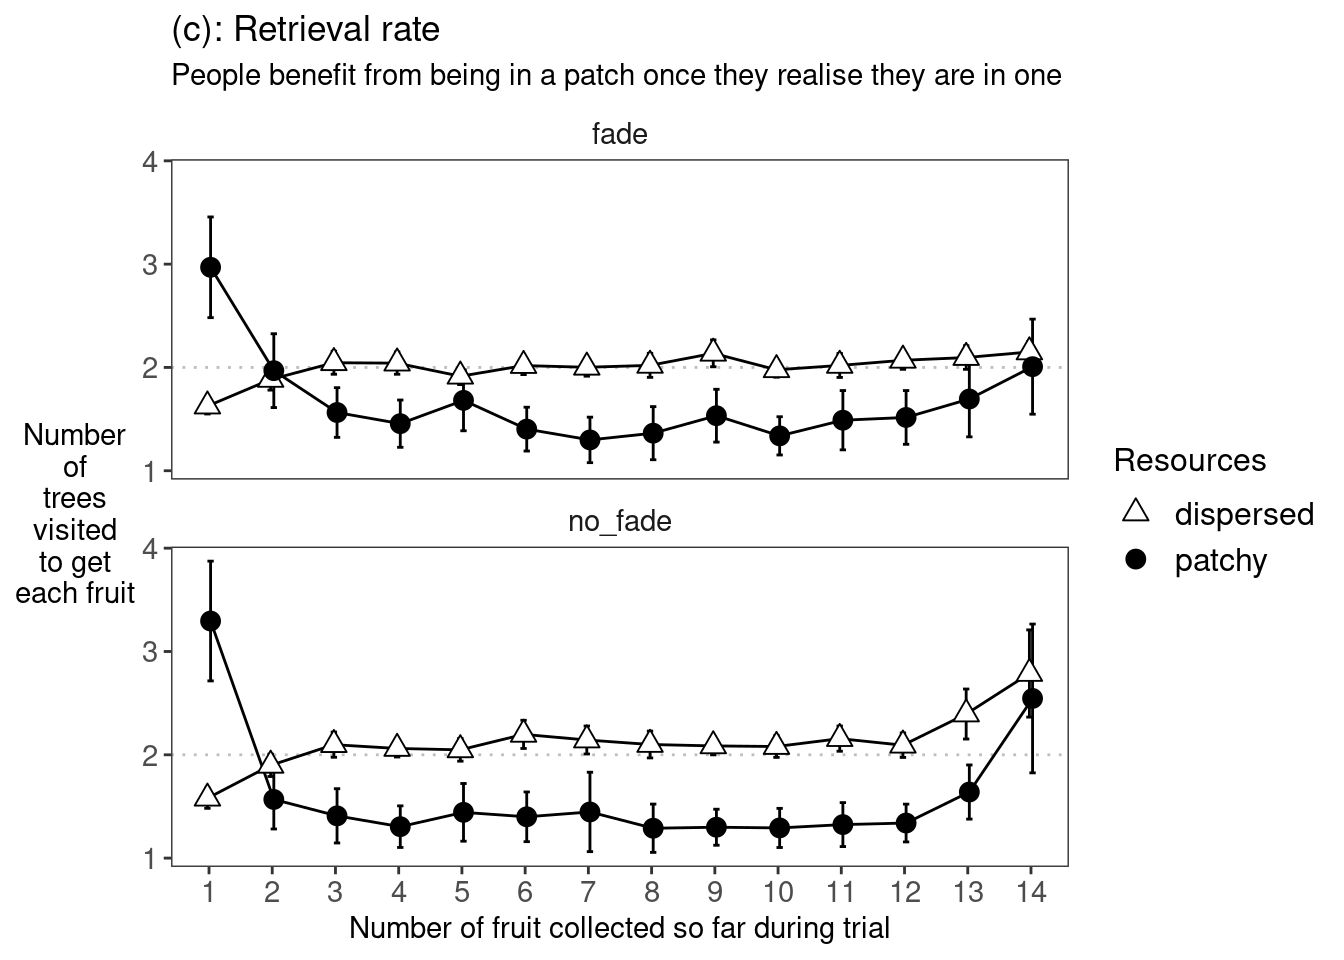 (c): Retrieval rate
People benefit from being in a patch once they realise they are in one
fade
4
3
2
1
Number
of
trees
visited
to get
each fruit
no_fade
4
3
2
1
1 2 3 4 5 6 7 8 9 10 11 12 13 14
Number of fruit collected so far during trial
Resources
dispersed
patchy